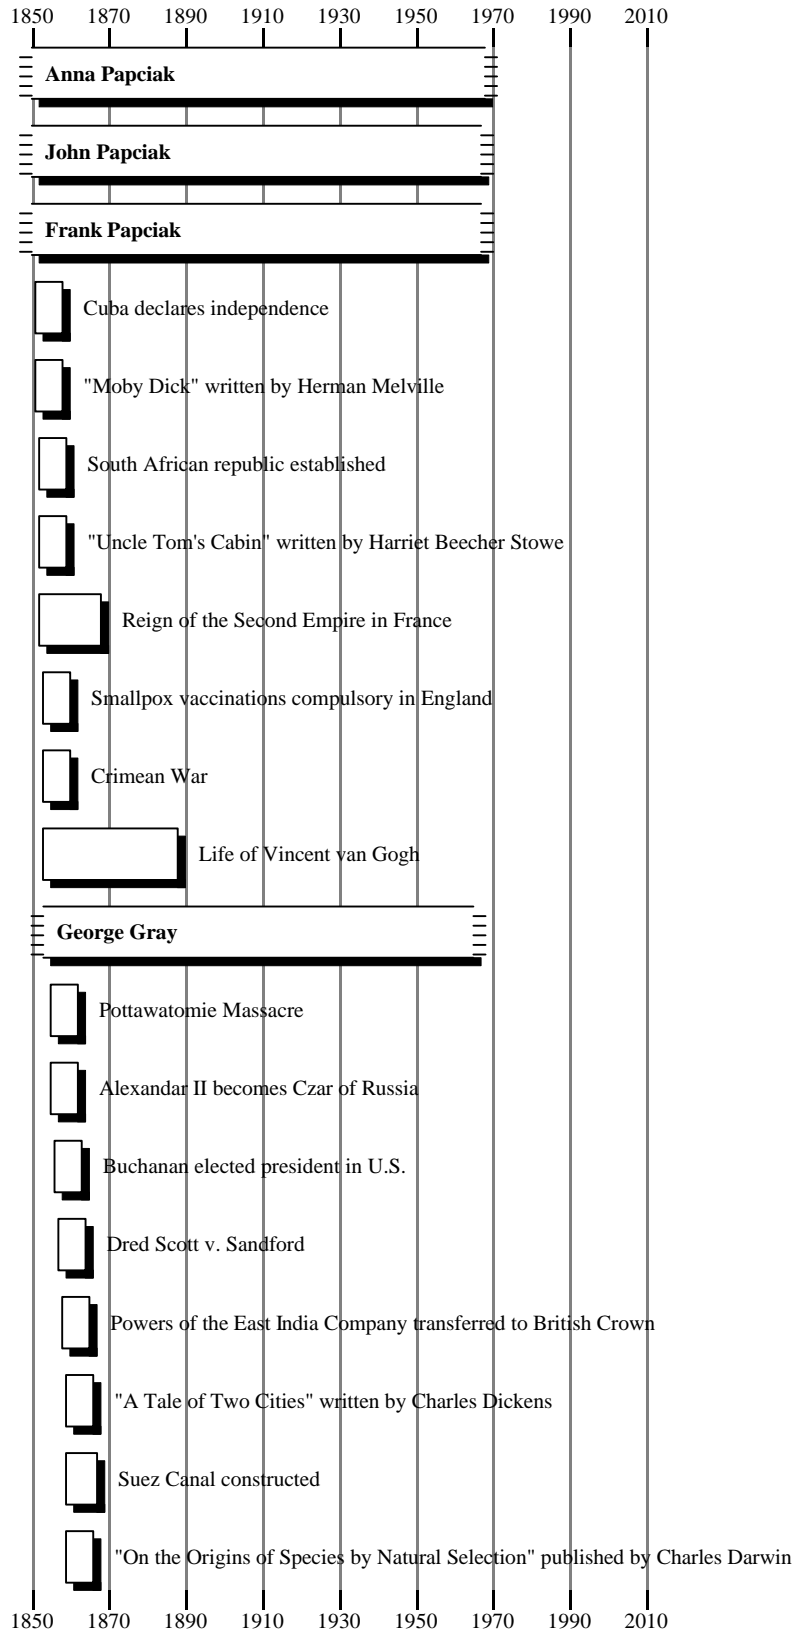 1850 1870 1890 1910 1930 1950 1970 1990 2010
Anna Papciak
John Papciak
Frank Papciak
Cuba declares independence
"Moby Dick" written by Herman Melville
South African republic established
"Uncle Tom's Cabin" written by Harriet Beecher Stowe
Reign of the Second Empire in France
Smallpox vaccinations compulsory in England
Crimean War
Life of Vincent van Gogh
George Gray
Pottawatomie Massacre
Alexandar II becomes Czar of Russia
Buchanan elected president in U.S.
Dred Scott v. Sandford
Powers of the East India Company transferred to British Crown
"A Tale of Two Cities" written by Charles Dickens
Suez Canal constructed
"On the Origins of Species by Natural Selection" published by Charles Darwin
1850 1870 1890 1910 1930 1950 1970 1990 2010